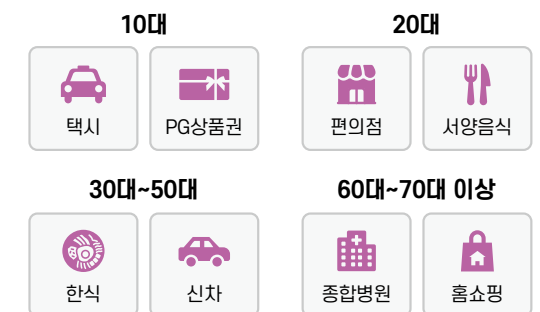 10대
20대
택시
PG상품권
편의점
서양음식
30대~50대
60대~70대 이상
한식
신차
종합병원
홈쇼핑